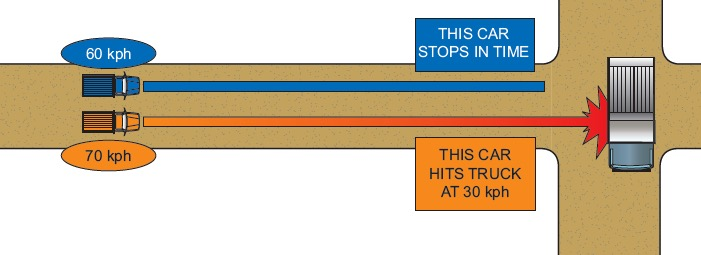 60 kph
THIS CAR
STOPS IN TIME
70 kph
THIS CAR
HITS TRUCK
AT 30 kph